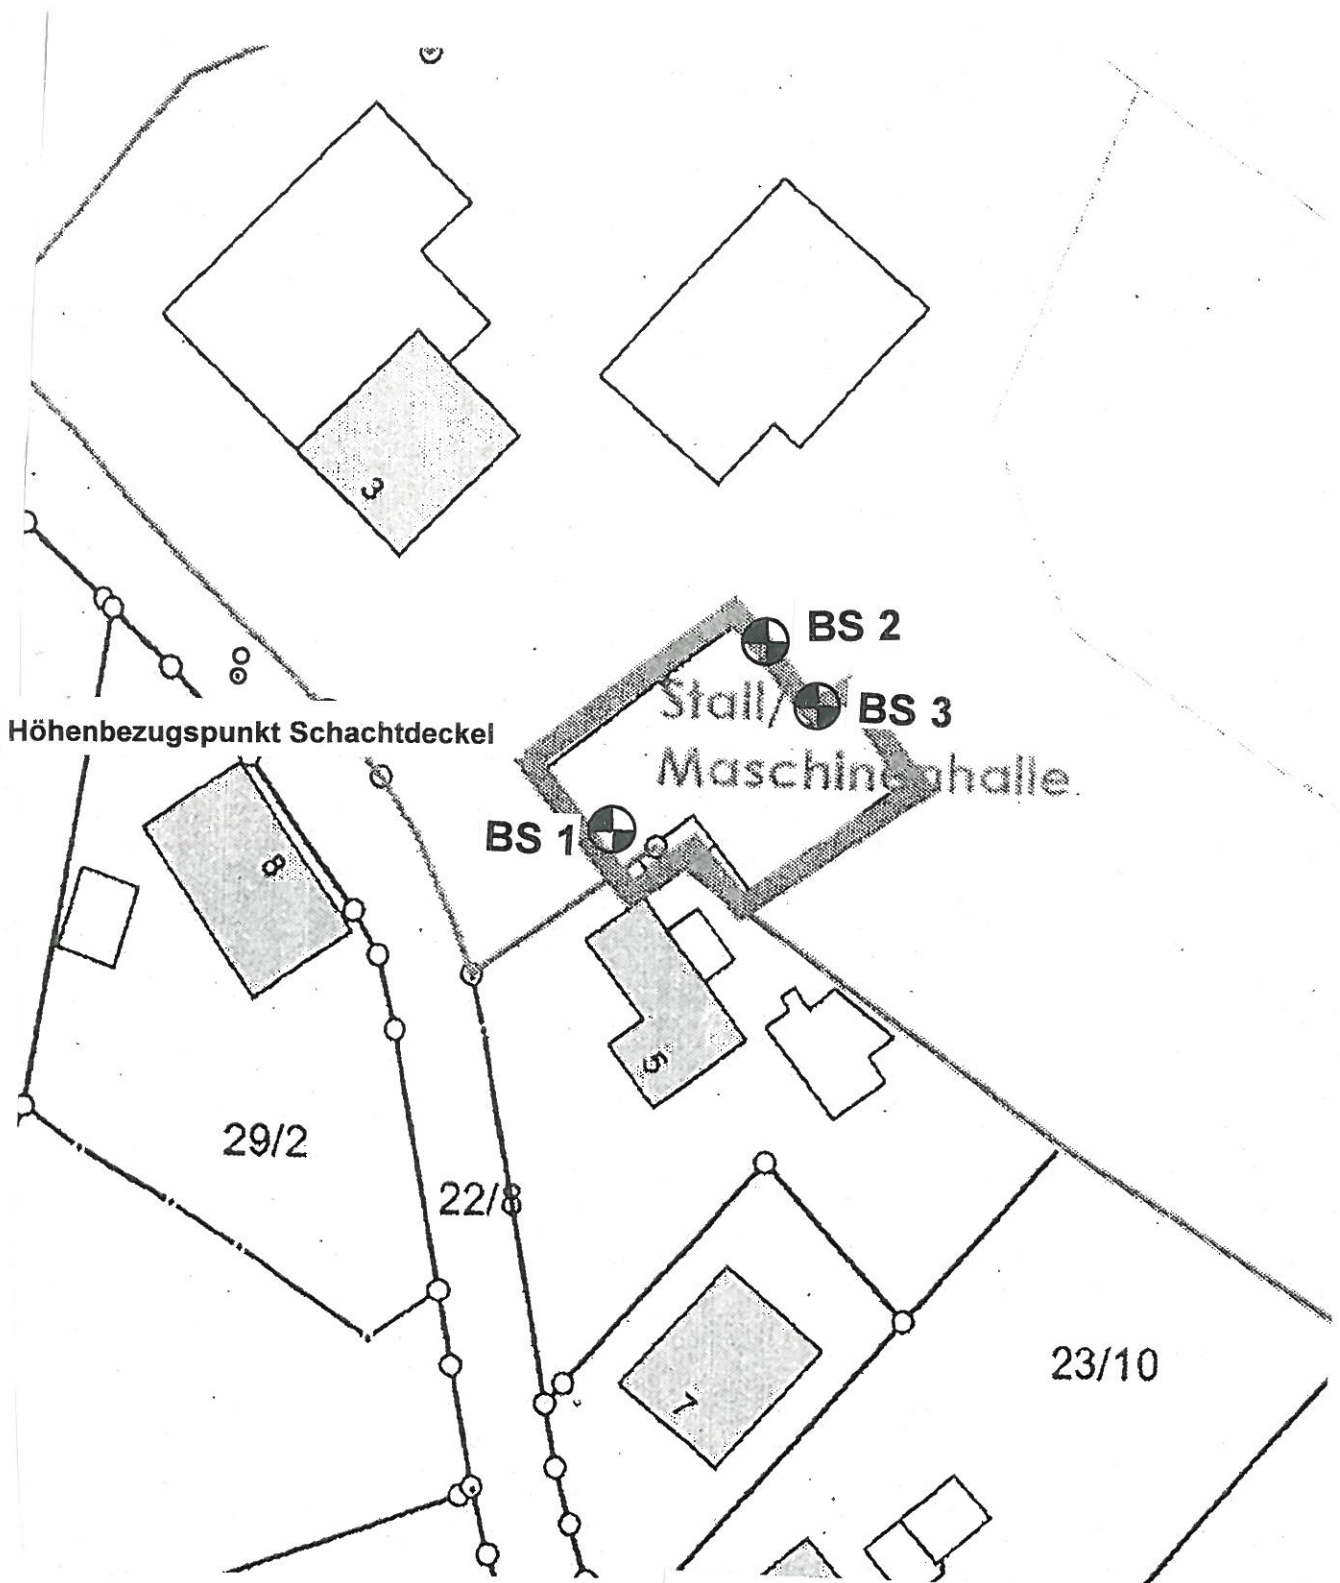 3
BS 2
Stall/
BS 3
Höhenbezugspunkt Schachtdeckel
Maschinenhalle
BS 1
8
5
29/2
22/8
23/10
7